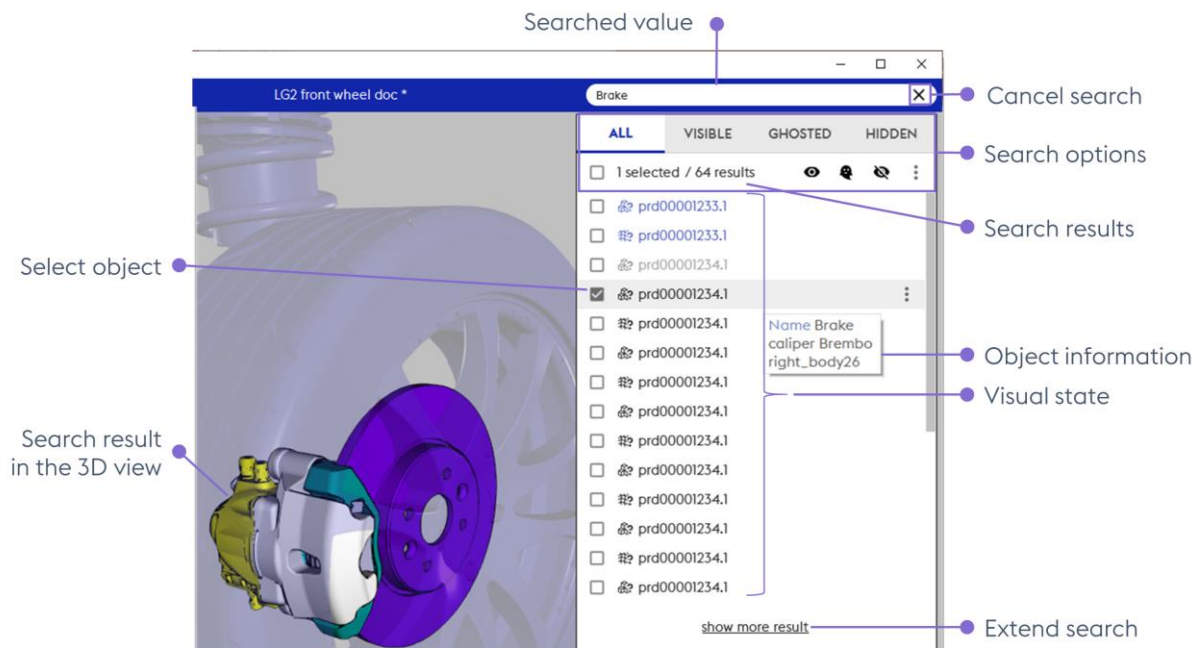 Searched value
LG2 front wheel doc *
Brake
Cancel search
ALL VISIBLE GHOSTED HIDDEN
Search options
1 selected / 64 results
prd00001233.1
prd00001233.1
Search results
prd00001234.1
Select object
prd00001234.1
prd00001234.1
Name Brake
caliper Brembo
right_body26
prd00001234.1
Object information
prd00001234.1
Visual state
prd00001234.1
Search result
in the 3D view
prd00001234.1
prd00001234.1
prd00001234.1
prd00001234.1
prd00001234.1
prd00001234.1
show more result
Extend search